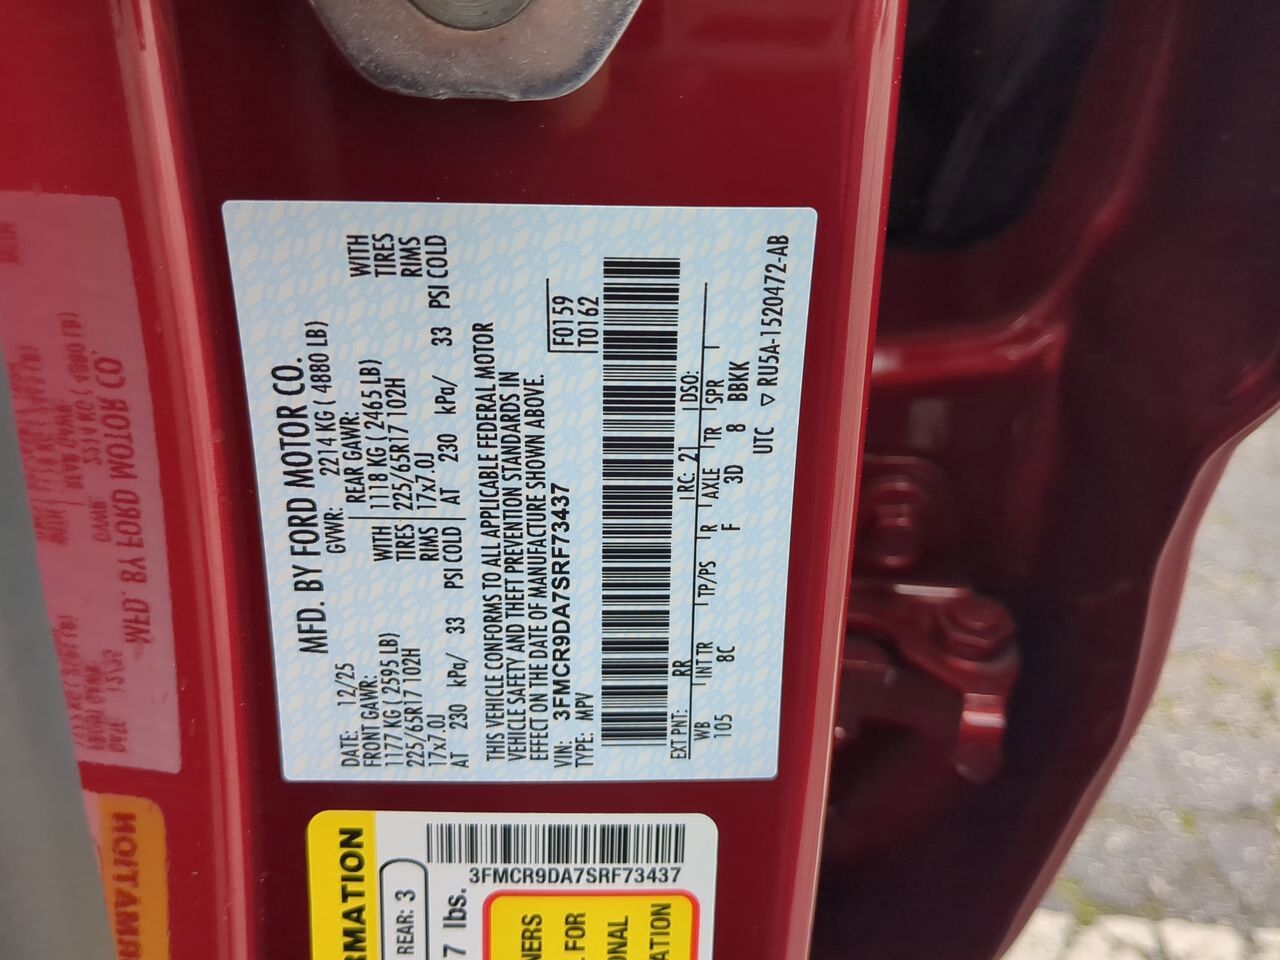 MFD. BY FORD MOTOR CO.
DATE: 12/25 GVWR: 2214 KG ( 4880 LB)
FRONT GAWR: REAR GAWR: WITH
1177 KG ( 2595 LB) WITH 1118 KG ( 2465 LB) TIRES
225/65R17 102H TIRES 225/65R17 102H RIMS
17x7.0J RIMS 17x7.0J
AT 230 kPa/ 33 PSI COLD AT 230 kPa/ 33 PSI COLD
THIS VEHICLE CONFORMS TO ALL APPLICABLE FEDERAL MOTOR
VEHICLE SAFETY AND THEFT PREVENTION STANDARDS IN
EFFECT ON THE DATE OF MANUFACTURE SHOWN ABOVE.
VIN: 3FMCR9DA7SRF73437 F0159
TYPE: MPV T0162
EXT PNT: RR RC: 21 DSO:
WB INT TR TP/PS R AXLE TR SPR
105 8C F 3D 8 BBKK
UTC ▽ RU5A-1520472-AB
3FMCR9DA7SRF73437
RMATION
REAR: 3
7 lbs.
NERS
FOR
ONAL
ATION